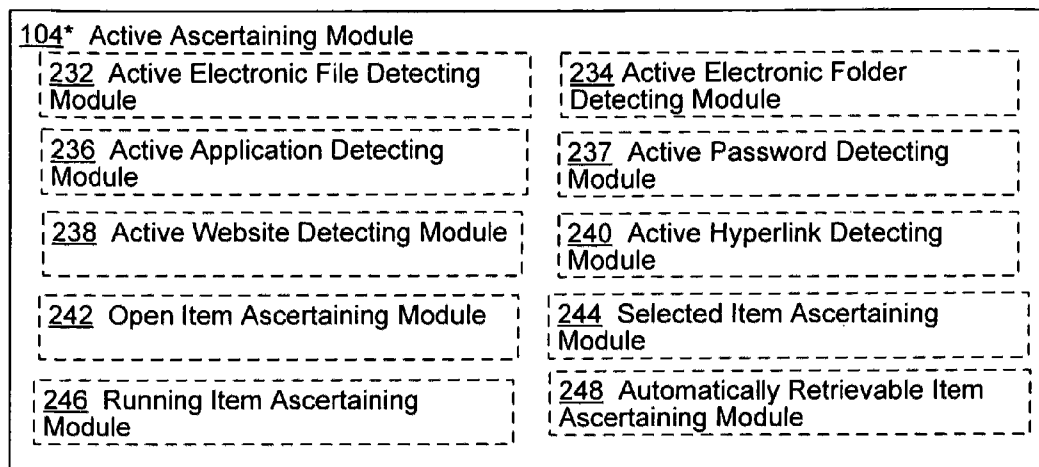 104* Active Ascertaining Module
232 Active Electronic File Detecting
Module
234 Active Electronic Folder
Detecting Module
236 Active Application Detecting
Module
237 Active Password Detecting
Module
238 Active Website Detecting Module
240 Active Hyperlink Detecting
Module
242 Open Item Ascertaining Module
244 Selected Item Ascertaining
Module
246 Running Item Ascertaining
Module
248 Automatically Retrievable Item
Ascertaining Module